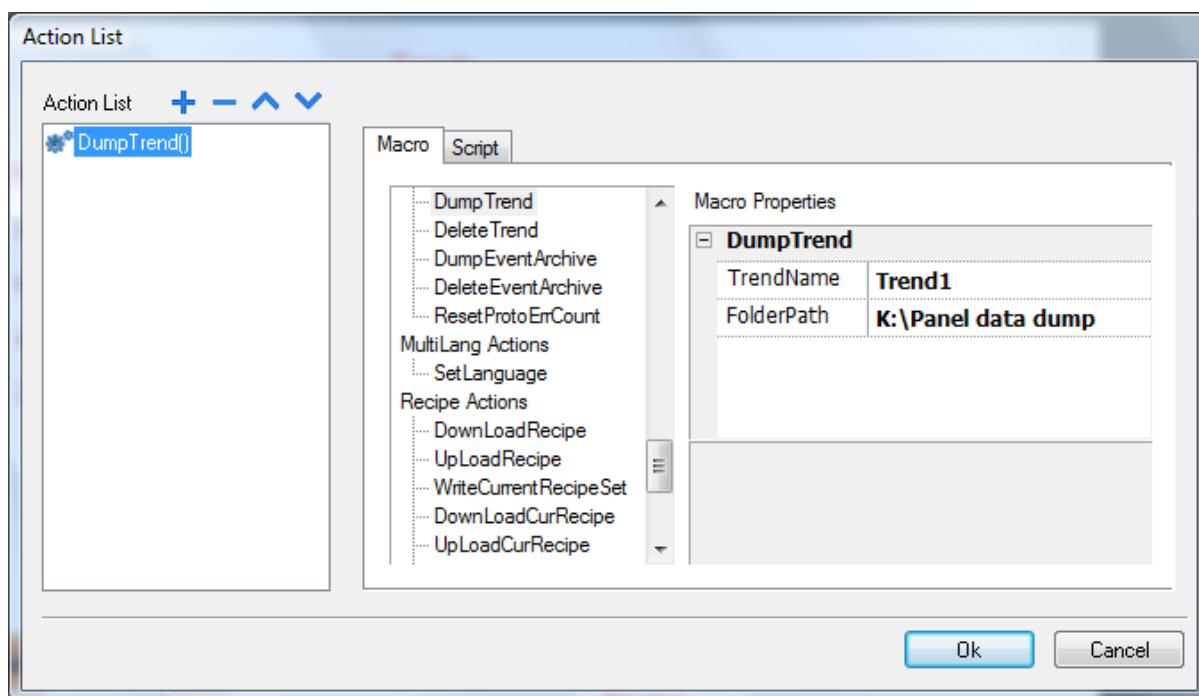 Action List
Action List
DumpTrend()
Macro Script
DumpTrend
DeleteTrend
DumpEventArchive
DeleteEventArchive
ResetProtoErrCount
MultiLang Actions
SetLanguage
Recipe Actions
DownLoadRecipe
UpLoadRecipe
WriteCurrentRecipeSet
DownLoadCurRecipe
UpLoadCurRecipe
Macro Properties
DumpTrend
TrendName Trend1
FolderPath K:\Panel data dump
Ok Cancel